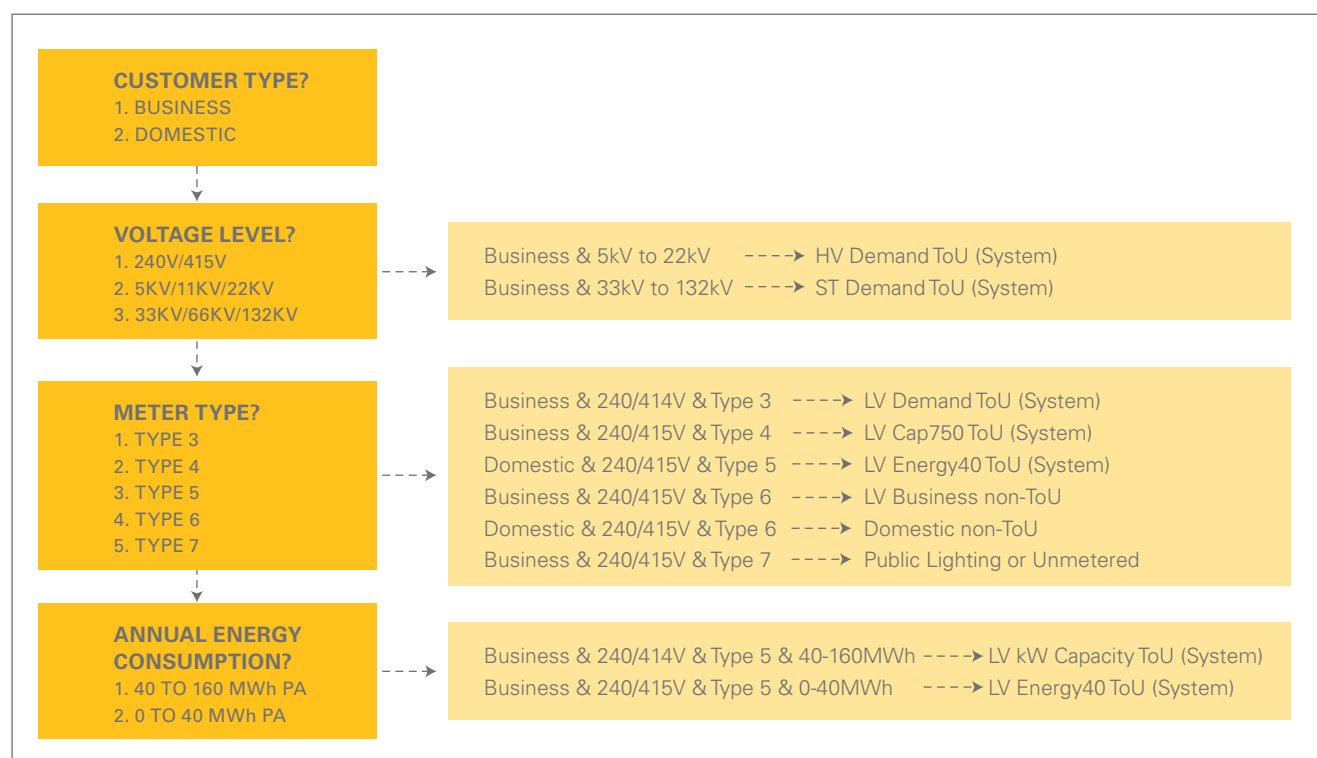 CUSTOMER TYPE?
1. BUSINESS
2. DOMESTIC
VOLTAGE LEVEL?
1. 240V/415V
2. 5KV/11KV/22KV
3. 33KV/66KV/132KV
Business & 5kV to 22kV HV Demand ToU (System)
Business & 33kV to 132kV ST Demand ToU (System)
METER TYPE?
1. TYPE 3
2. TYPE 4
3. TYPE 5
4. TYPE 6
5. TYPE 7
Business & 240/414V & Type 3 LV Demand ToU (System)
Business & 240/415V & Type 4 LV Cap750 ToU (System)
Domestic & 240/415V & Type 5 LV Energy40 ToU (System)
Business & 240/415V & Type 6 LV Business non-ToU
Domestic & 240/415V & Type 6 Domestic non-ToU
Business & 240/415V & Type 7 Public Lighting or Unmetered
ANNUAL ENERGY
CONSUMPTION?
1. 40 TO 160 MWh PA
2. 0 TO 40 MWh PA
Business & 240/414V & Type 5 & 40-160MWh LV kW Capacity ToU (System)
Business & 240/415V & Type 5 & 0-40MWh LV Energy40 ToU (System)